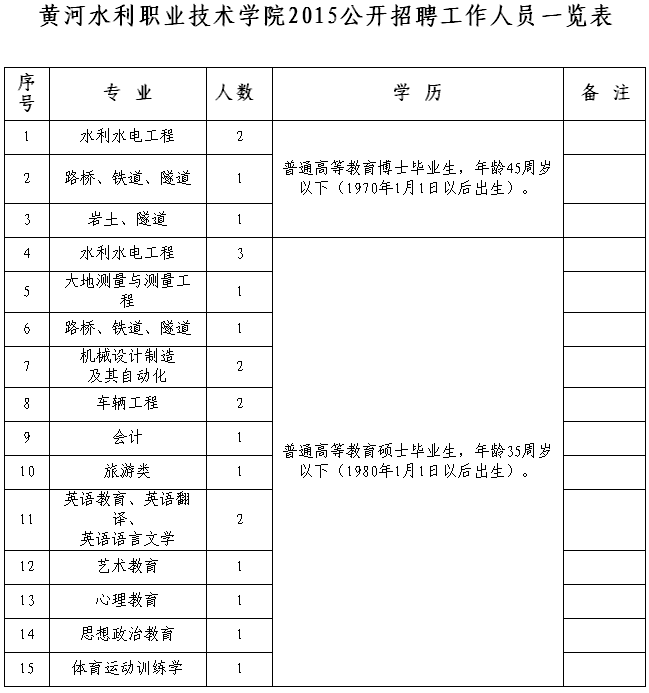 黄河水利职业技术学院2015公开招聘工作人员一览表
序号 专 业 人数 学 历 备 注
1 水利水电工程 2
普通高等教育博士毕业生，年龄45周岁
以下（1970年1月1日以后出生）。
2 路桥、铁道、隧道 1
3 岩土、隧道 1
4 水利水电工程 3
5 大地测量与测量工
程 1
6 路桥、铁道、隧道 1
7 机械设计制造
及其自动化 2
8 车辆工程 2
9 会计 1
普通高等教育硕士毕业生，年龄35周岁
以下（1980年1月1日以后出生）。
10 旅游类 1
11 英语教育、英语翻
译、
英语语言文学 2
12 艺术教育 1
13 心理教育 1
14 思想政治教育 1
15 体育运动训练学 1